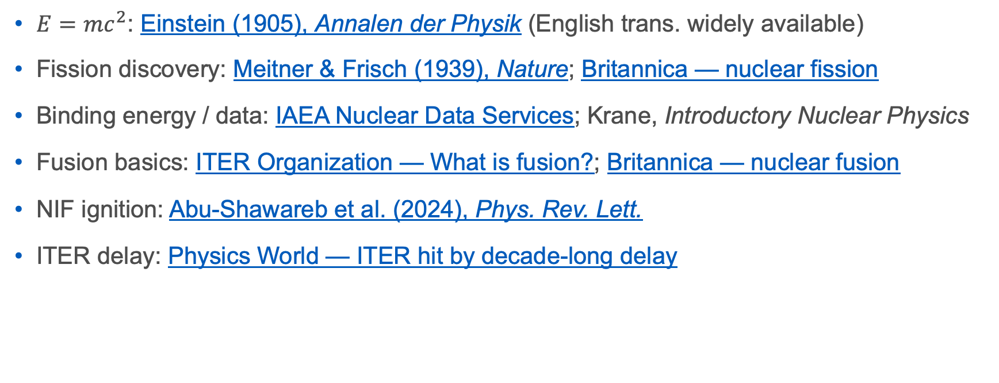 • E = mc²: Einstein (1905), Annalen der Physik (English trans. widely available)
• Fission discovery: Meitner & Frisch (1939), Nature; Britannica — nuclear fission
• Binding energy / data: IAEA Nuclear Data Services; Krane, Introductory Nuclear Physics
• Fusion basics: ITER Organization — What is fusion?; Britannica — nuclear fusion
• NIF ignition: Abu-Shawareb et al. (2024), Phys. Rev. Lett.
• ITER delay: Physics World — ITER hit by decade-long delay